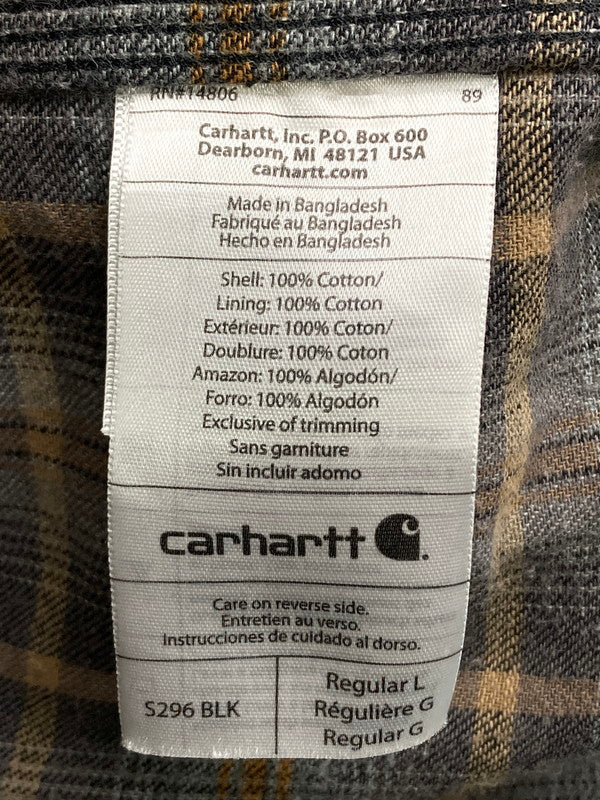 RN#14806 89
Carhartt, Inc. P.O. Box 600
Dearborn, MI 48121 USA
carhartt.com
Made in Bangladesh
Fabriqué au Bangladesh
Hecho en Bangladesh
Shell: 100% Cotton/
Lining: 100% Cotton
Extérieur: 100% Coton/
Doublure: 100% Coton
Amazon: 100% Algodón/
Forro: 100% Algodón
Exclusive of trimming
Sans garniture
Sin incluir adorno
carhartt
Care on reverse side.
Entretien au verso.
Instrucciones de cuidado al dorso.
S296 BLK
Regular L
Régulière G
Regular G